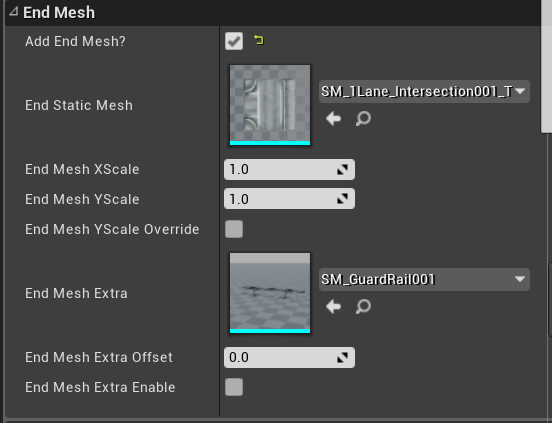 End Mesh
Add End Mesh?
End Static Mesh
SM_1Lane_Intersection001_T
End Mesh XScale
1.0
End Mesh YScale
1.0
End Mesh YScale Override
End Mesh Extra
SM_GuardRail001
End Mesh Extra Offset
0.0
End Mesh Extra Enable